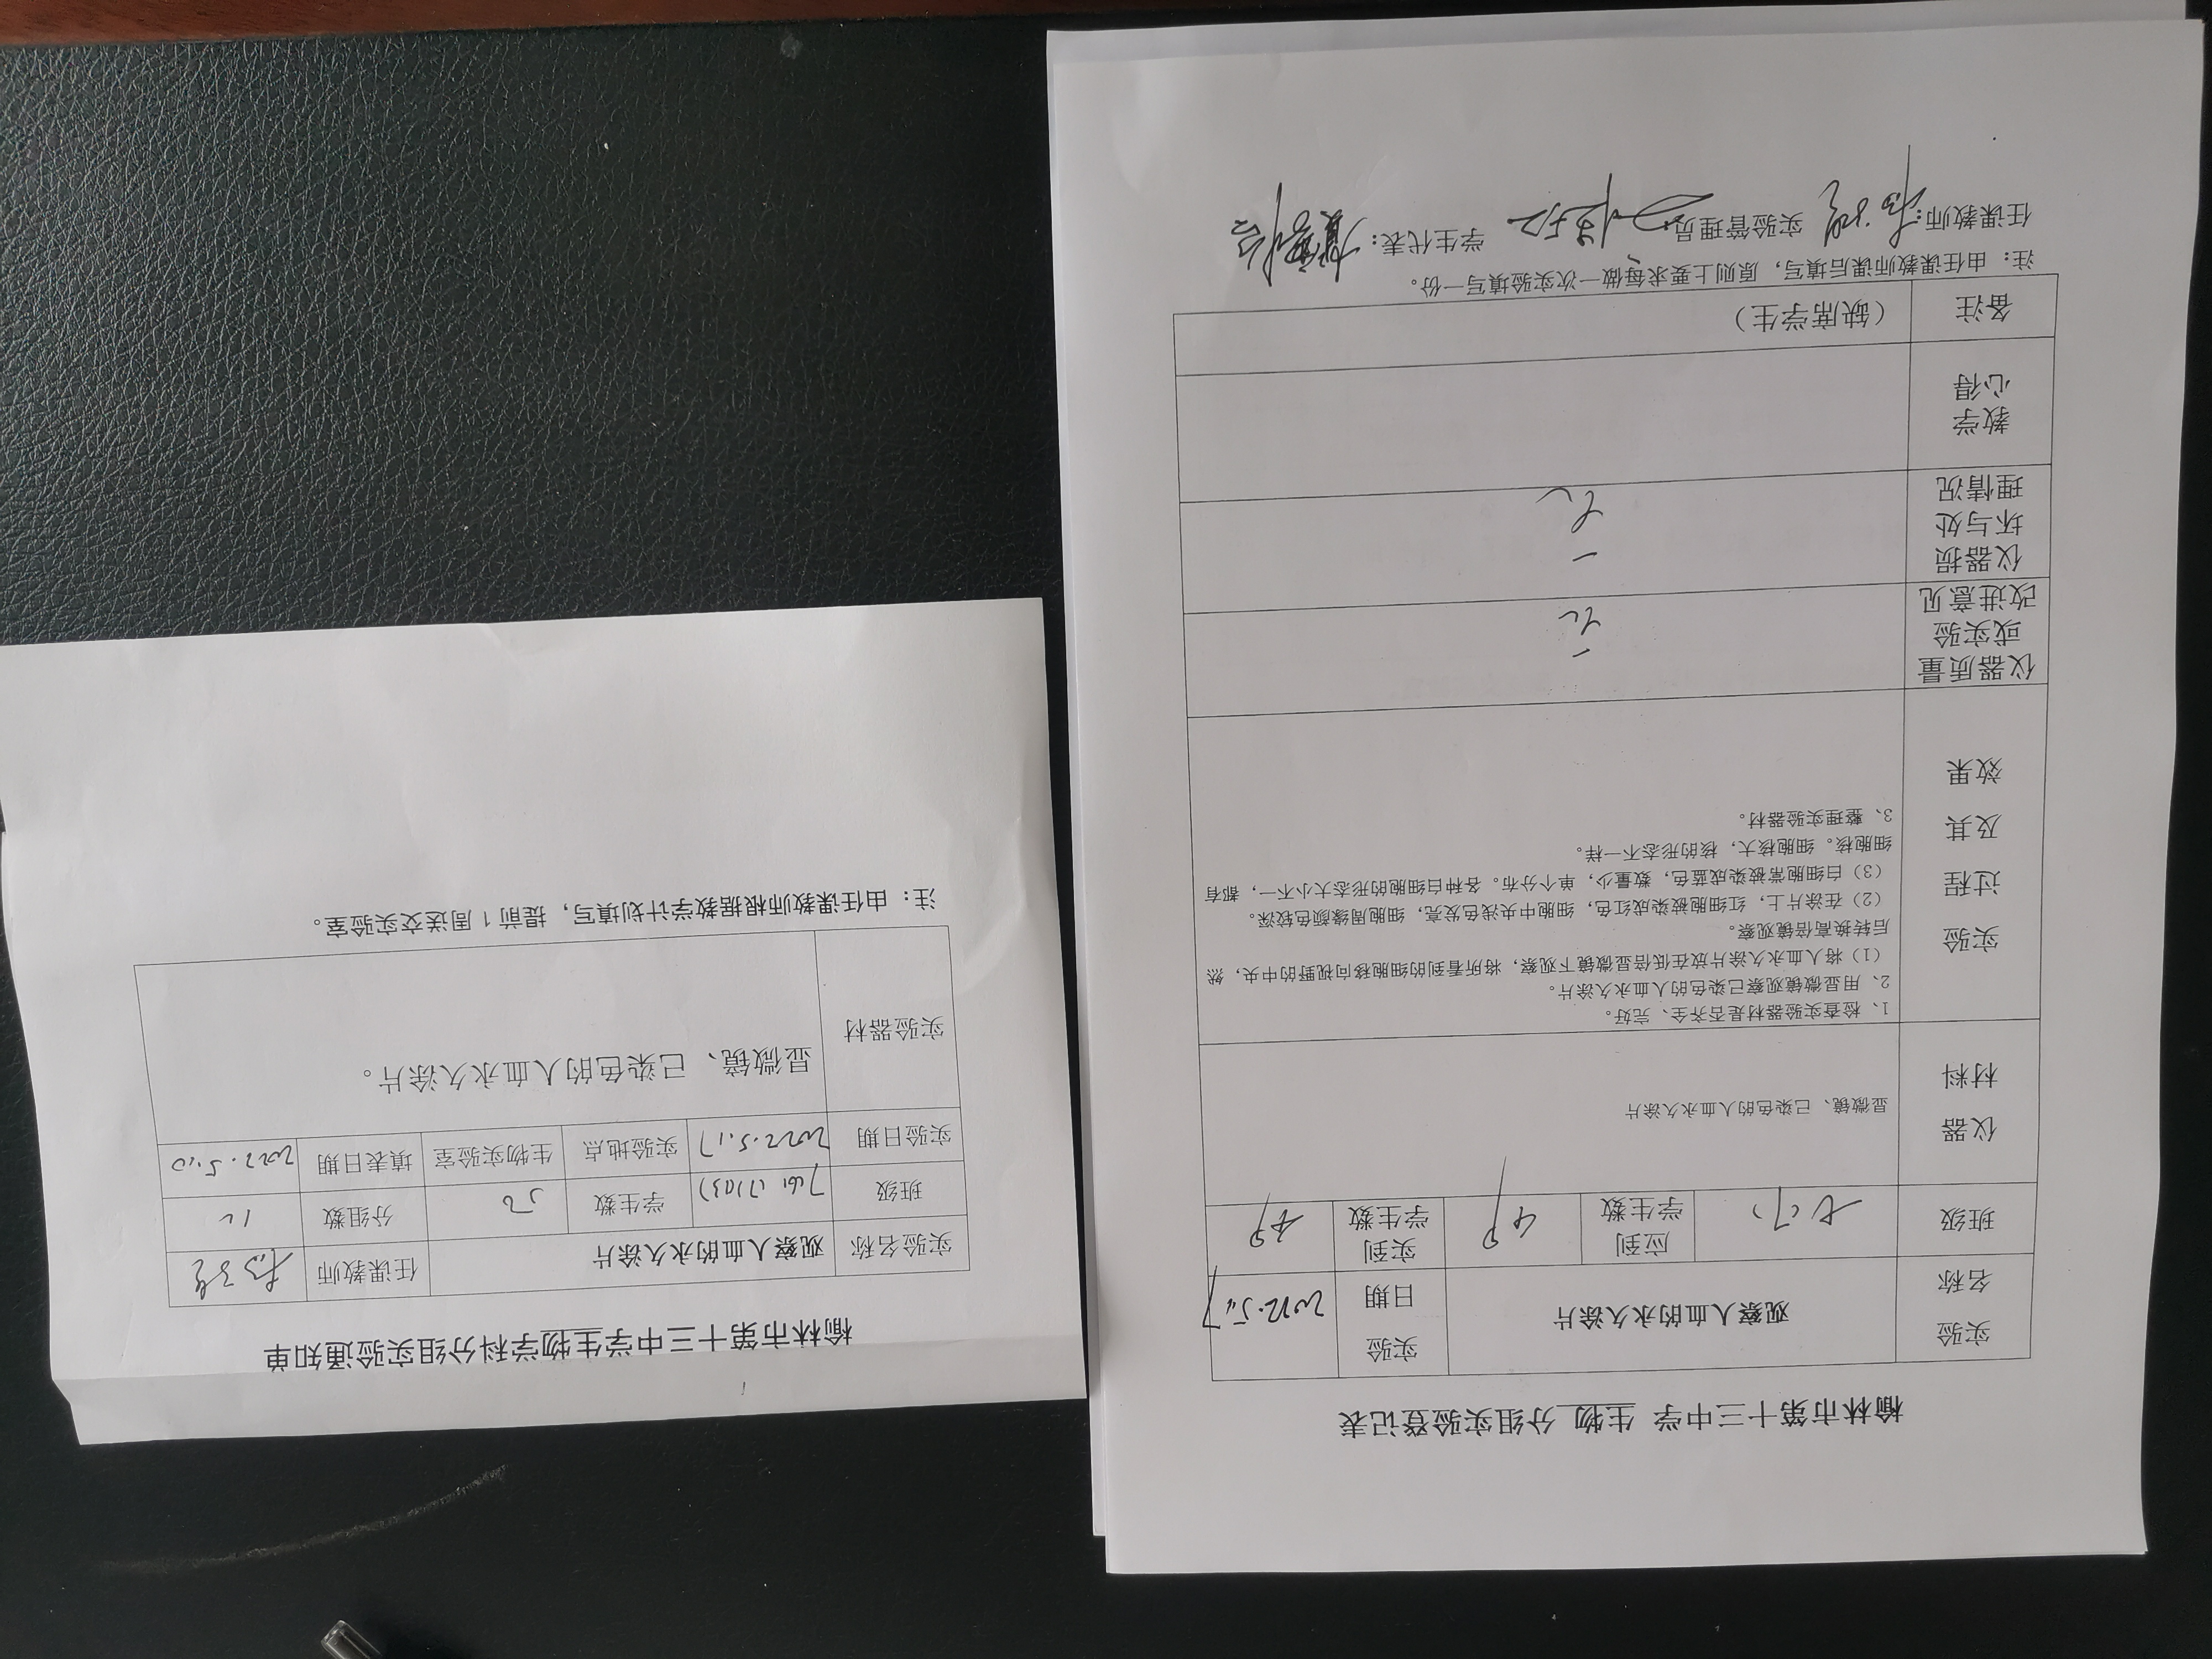 榆林市第十三中学 生物 分组实验登记表
实验名称 观察人血的永久涂片 实验日期 2022.5.17
班级 七(7) 应到学生数 49 实到学生数 49
仪器材料 显微镜、已染色的人血永久涂片
实验过程及其效果
1、检查实验器材是否齐全、完好。
2、用显微镜观察已染色的人血永久涂片。
(1)将人血永久涂片放在低倍显微镜下观察,将所看到的细胞移向视野的中央,然
后转换高倍镜观察。
(2)在涂片上,红细胞被染成红色,细胞中央浅色发亮,细胞周缘颜色较深。
(3)白细胞常被染成蓝色,数量少,单个分布。各种白细胞的形态大小不一,都有
细胞核。细胞核大,核的形态不一样。
3、整理实验器材。
仪器质量或实验改进意见 无
仪器损坏与处理情况 无
教学心得
备注 (缺席学生)
注:由任课教师课后填写,原则上要求每做一次实验填写一份。
任课教师: 实验管理员: 学生代表:
榆林市第十三中学生物学科分组实验通知单
实验名称 观察人血的永久涂片 任课教师
班级 学生数 50 分组数 12
实验日期 2022.5.17 实验地点 生物实验室 填表日期 2022.5.10
实验器材 显微镜、已染色的人血永久涂片。
注:由任课教师根据教学计划填写,提前1周送交实验室。